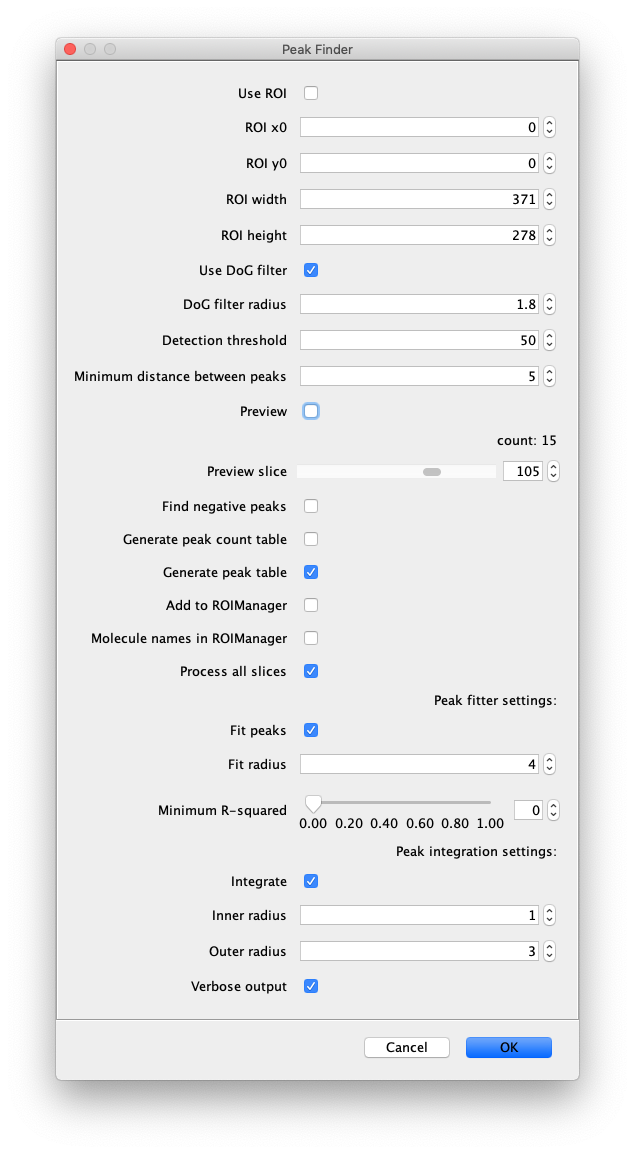 Peak Finder
Use ROI
ROI x0 0
ROI y0 0
ROI width 371
ROI height 278
Use DoG filter
DoG filter radius 1.8
Detection threshold 50
Minimum distance between peaks 5
Preview
count: 15
Preview slice 105
Find negative peaks
Generate peak count table
Generate peak table
Add to ROIManager
Molecule names in ROIManager
Process all slices
Peak fitter settings:
Fit peaks
Fit radius 4
Minimum R-squared 0
0.00 0.20 0.40 0.60 0.80 1.00
Peak integration settings:
Integrate
Inner radius 1
Outer radius 3
Verbose output
Cancel OK